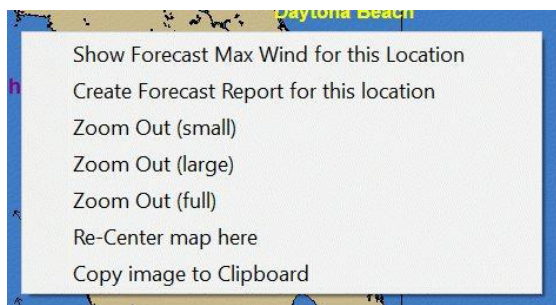 Daytona Beach
Show Forecast Max Wind for this Location
h
Create Forecast Report for this location
Zoom Out (small)
Zoom Out (large)
Zoom Out (full)
Re-Center map here
Copy image to Clipboard